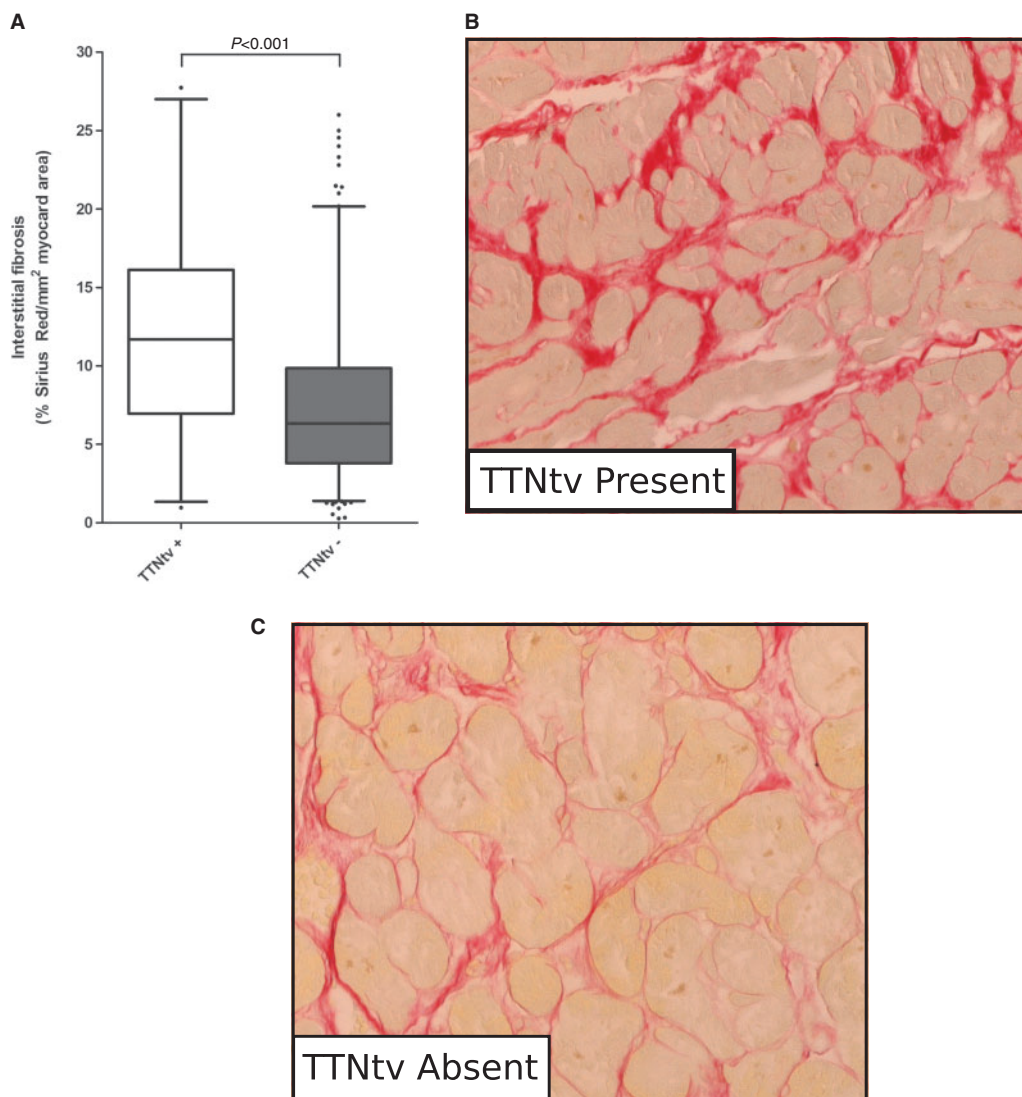 A
P<0.001
30
25
20
15
10
5
0
Interstitial fibrosis
(% Sirius Red/mm² myocard area)
TTNtv +
TTNtv -
B
TTNtv Present
C
TTNtv Absent